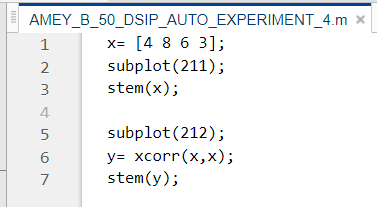 AMEY_B_50_DSIP_AUTO_EXPERIMENT_4.m ×
1 x= [4 8 6 3];
2 subplot(211);
3 stem(x);
4
5 subplot(212);
6 y= xcorr(x,x);
7 stem(y);